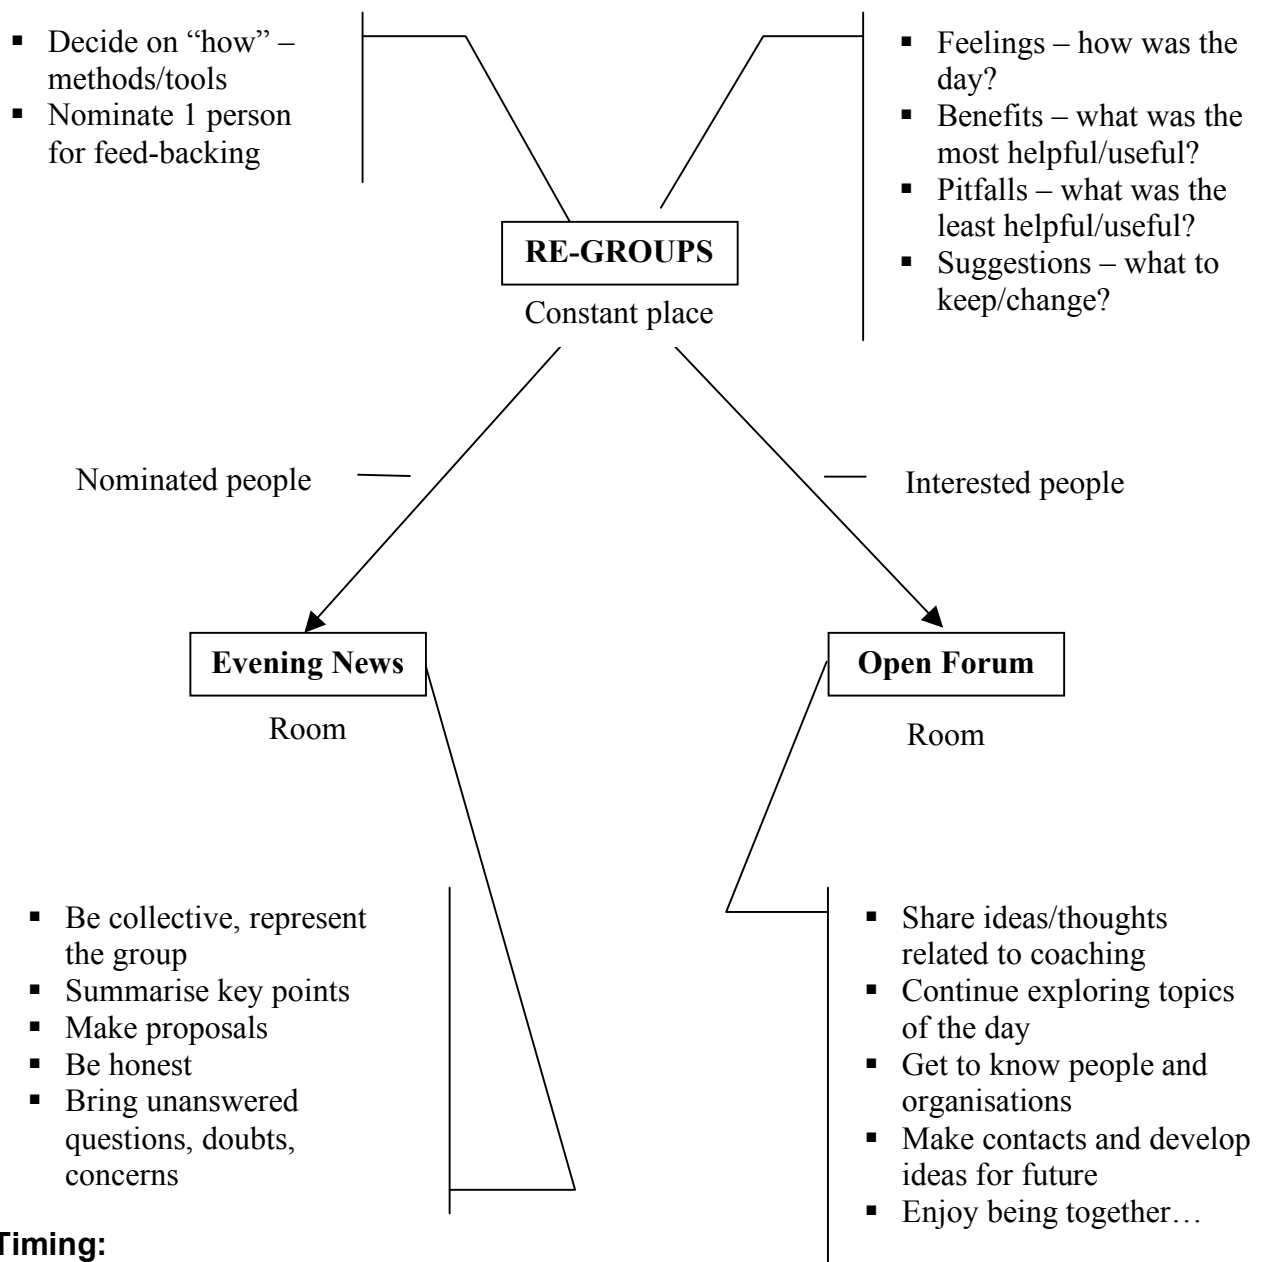 ▪ Decide on “how” –
methods/tools
▪ Nominate 1 person
for feed-backing
▪ Feelings – how was the
day?
▪ Benefits – what was the
most helpful/useful?
▪ Pitfalls – what was the
least helpful/useful?
▪ Suggestions – what to
keep/change?
RE-GROUPS
Constant place
Nominated people
Interested people
Evening News
Room
Open Forum
Room
▪ Be collective, represent
the group
▪ Summarise key points
▪ Make proposals
▪ Be honest
▪ Bring unanswered
questions, doubts,
concerns
▪ Share ideas/thoughts
related to coaching
▪ Continue exploring topics
of the day
▪ Get to know people and
organisations
▪ Make contacts and develop
ideas for future
▪ Enjoy being together…
Timing: